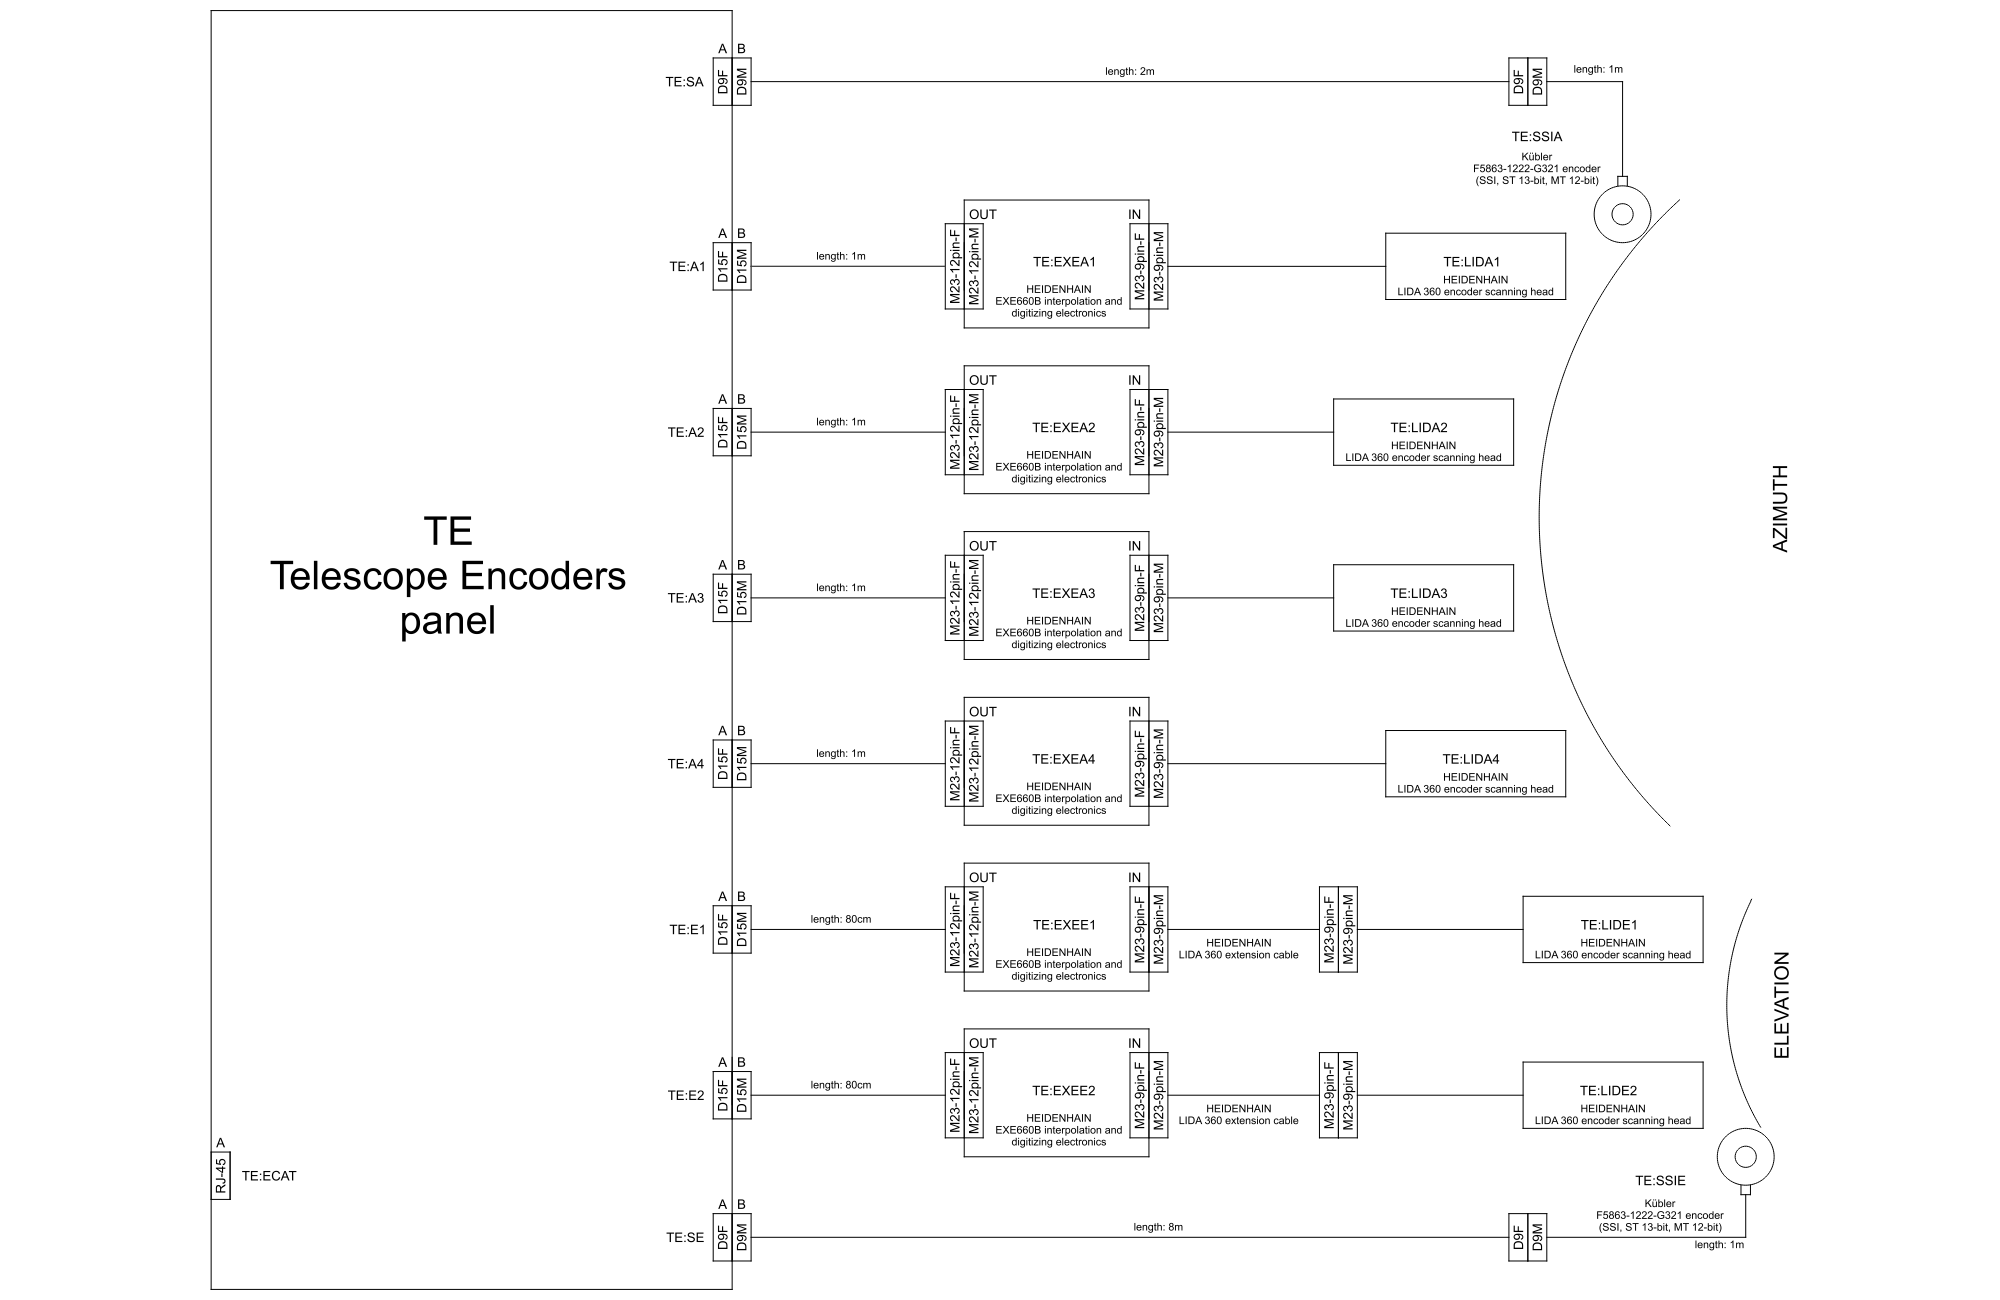 TE
Telescope Encoders
panel
A
RJ-45
TE:ECAT
A B
TE:SA
D9F
D9M
length: 2m
D9F
D9M
length: 1m
TE:SSIA
Kübler
F5863-1222-G321 encoder
(SSI, ST 13-bit, MT 12-bit)
A B
TE:A1
D15F
D15M
length: 1m
OUT
IN
M23-12pin-F
M23-12pin-M
TE:EXEA1
HEIDENHAIN
EXE660B interpolation and
digitizing electronics
M23-9pin-F
M23-9pin-M
TE:LIDA1
HEIDENHAIN
LIDA 360 encoder scanning head
A B
TE:A2
D15F
D15M
length: 1m
OUT
IN
M23-12pin-F
M23-12pin-M
TE:EXEA2
HEIDENHAIN
EXE660B interpolation and
digitizing electronics
M23-9pin-F
M23-9pin-M
TE:LIDA2
HEIDENHAIN
LIDA 360 encoder scanning head
A B
TE:A3
D15F
D15M
length: 1m
OUT
IN
M23-12pin-F
M23-12pin-M
TE:EXEA3
HEIDENHAIN
EXE660B interpolation and
digitizing electronics
M23-9pin-F
M23-9pin-M
TE:LIDA3
HEIDENHAIN
LIDA 360 encoder scanning head
A B
TE:A4
D15F
D15M
length: 1m
OUT
IN
M23-12pin-F
M23-12pin-M
TE:EXEA4
HEIDENHAIN
EXE660B interpolation and
digitizing electronics
M23-9pin-F
M23-9pin-M
TE:LIDA4
HEIDENHAIN
LIDA 360 encoder scanning head
AZIMUTH
A B
TE:E1
D15F
D15M
length: 80cm
OUT
IN
M23-12pin-F
M23-12pin-M
TE:EXEE1
HEIDENHAIN
EXE660B interpolation and
digitizing electronics
M23-9pin-F
M23-9pin-M
HEIDENHAIN
LIDA 360 extension cable
M23-9pin-F
M23-9pin-M
TE:LIDE1
HEIDENHAIN
LIDA 360 encoder scanning head
A B
TE:E2
D15F
D15M
length: 80cm
OUT
IN
M23-12pin-F
M23-12pin-M
TE:EXEE2
HEIDENHAIN
EXE660B interpolation and
digitizing electronics
M23-9pin-F
M23-9pin-M
HEIDENHAIN
LIDA 360 extension cable
M23-9pin-F
M23-9pin-M
TE:LIDE2
HEIDENHAIN
LIDA 360 encoder scanning head
ELEVATION
A B
TE:SE
D9F
D9M
length: 8m
D9F
D9M
TE:SSIE
Kübler
F5863-1222-G321 encoder
(SSI, ST 13-bit, MT 12-bit)
length: 1m